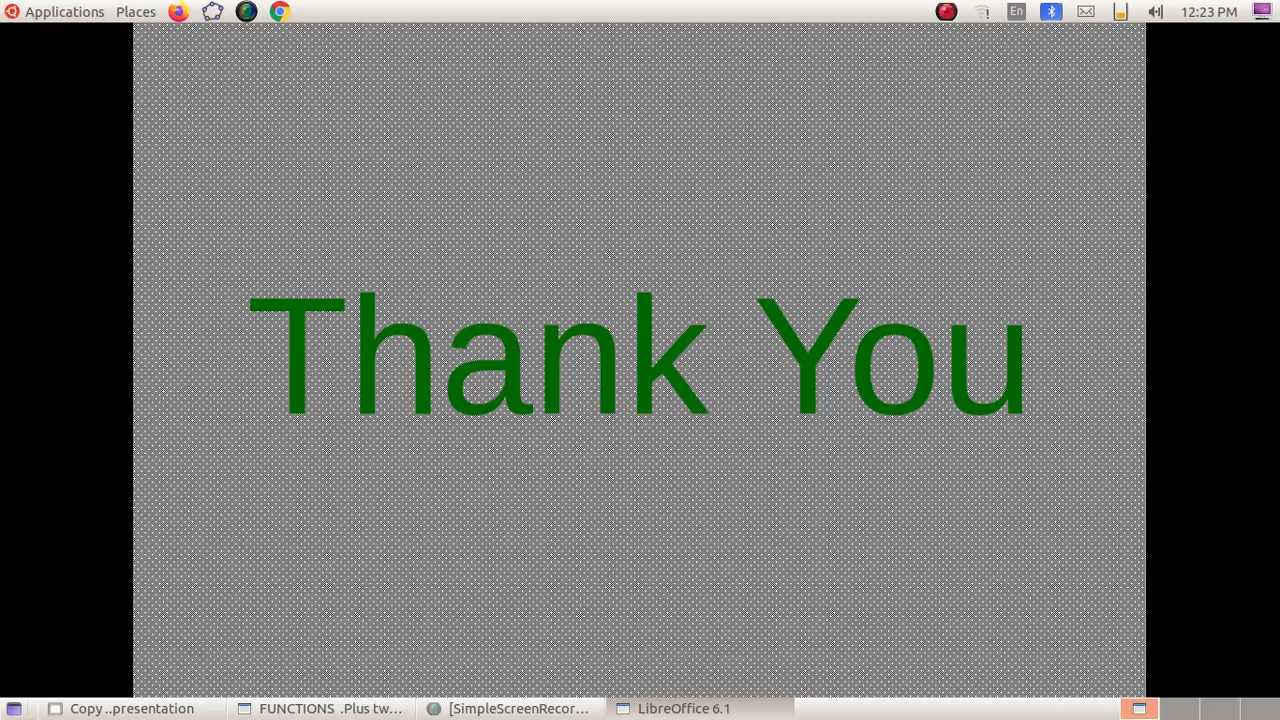 Applications Places En 12:23 PM
Thank You
Copy ..presentation FUNCTIONS .Plus tw... [SimpleScreenRecor... LibreOffice 6.1